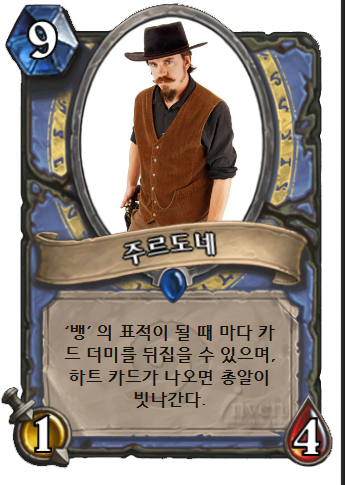 9
주르도네
‘뱅’ 의 표적이 될 때 마다 카
드 더미를 뒤집을 수 있으며,
하트 카드가 나오면 총알이
빗나간다.
inven
1
4